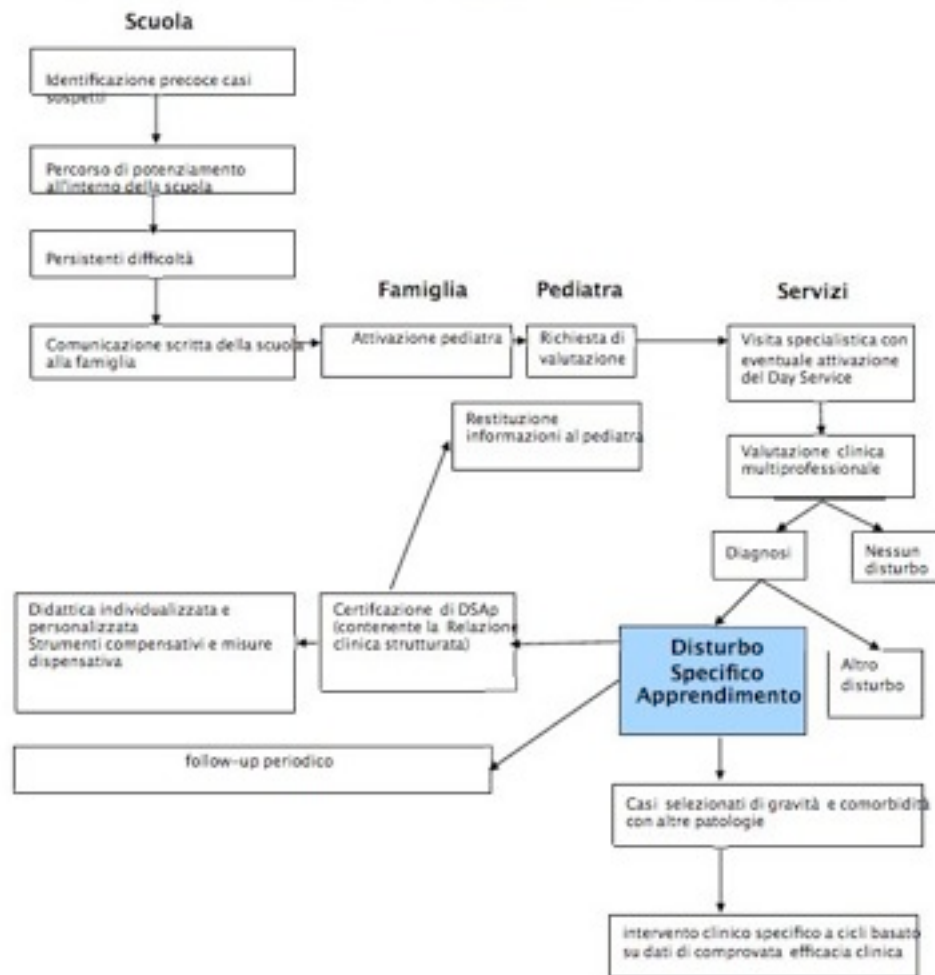 Scuola
Identificazione precoce casi
sospetti
Percorso di potenziamento
all'interno della scuola
Persistenti difficoltà
Comunicazione scritta della scuola
alla famiglia
Famiglia
Attivazione pediatra
Pediatra
Richiesta di
valutazione
Servizi
Visita specialistica con
eventuale attivazione
del Day Service
Valutazione clinica
multiprofessionale
Diagnosi
Nessun
disturbo
Disturbo
Specifico
Apprendimento
Altro
disturbo
Restituzione
informazioni al pediatra
Certifcazione di DSAp
(contenente la Relazione
clinica strutturata)
Didattica individualizzata e
personalizzata
Strumenti compensativi e misure
dispensativa
follow-up periodico
Casi selezionati di gravità e comorbidità
con altre patologie
intervento clinico specifico a cicli basato
su dati di comprovata efficacia clinica